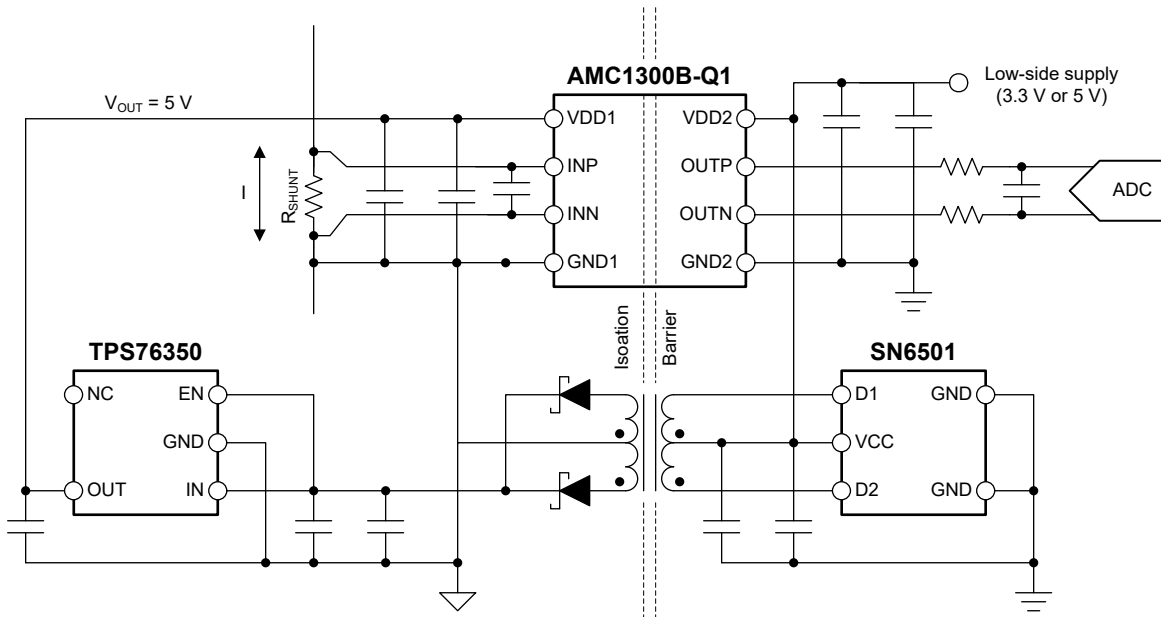 AMC1300B-Q1
Low-side supply
(3.3 V or 5 V)
VOUT = 5 V
VDD1
VDD2
INP
OUTP
I
RSHUNT
ADC
INN
OUTN
GND1
GND2
Isoation
Barrier
TPS76350
SN6501
NC
EN
D1
GND
GND
VCC
OUT
IN
D2
GND